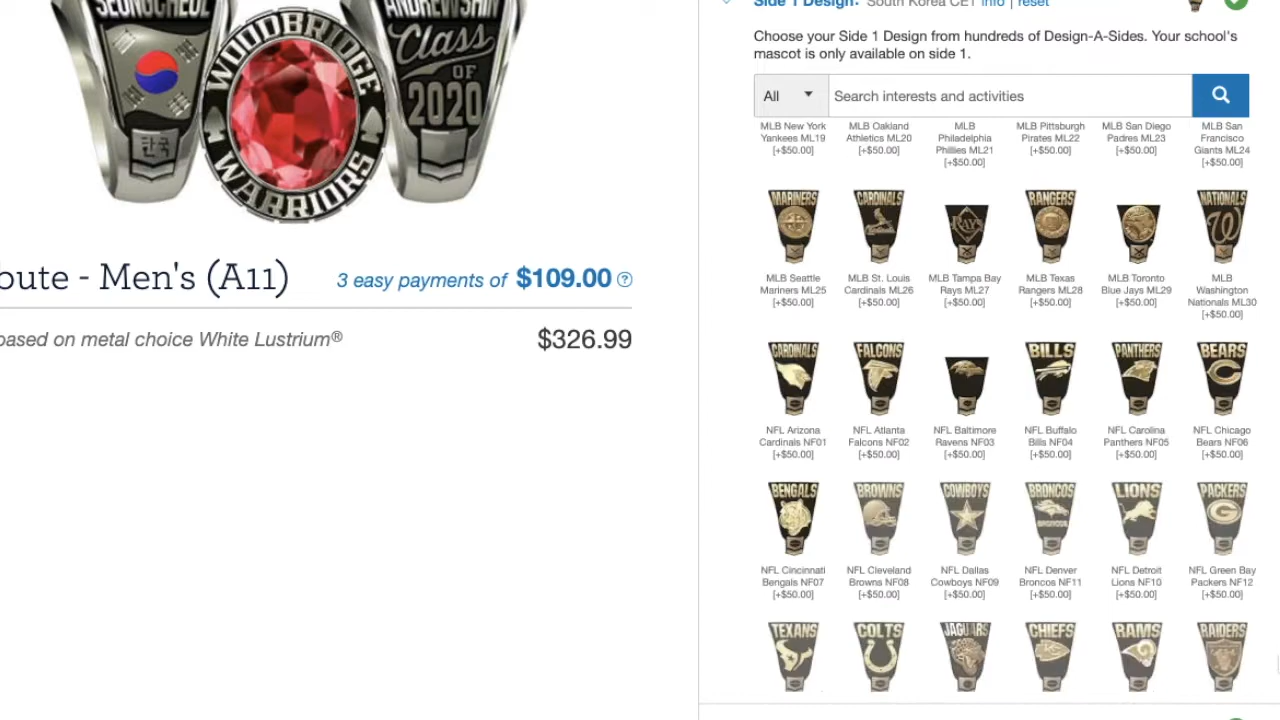 SEUNGCHEOL
ANDREW SHIN
WOODBRIDGE
WARRIORS
Class
OF
2020
bute - Men's (A11)
3 easy payments of $109.00 ?
based on metal choice White Lustrium®
$326.99
Side 1 Design: South Korea CE1 info | reset
Choose your Side 1 Design from hundreds of Design-A-Sides. Your school's
mascot is only available on side 1.
All
Search interests and activities
MLB New York
Yankees ML19
[+$50.00]
MLB Oakland
Athletics ML20
[+$50.00]
MLB
Philadelphia
Phillies ML21
[+$50.00]
MLB Pittsburgh
Pirates ML22
[+$50.00]
MLB San Diego
Padres ML23
[+$50.00]
MLB San
Francisco
Giants ML24
[+$50.00]
MARINERS
CARDINALS
Cardinals
RAYS
RANGERS
NATIONALS
W
MLB Seattle
Mariners ML25
[+$50.00]
MLB St. Louis
Cardinals ML26
[+$50.00]
MLB Tampa Bay
Rays ML27
[+$50.00]
MLB Texas
Rangers ML28
[+$50.00]
MLB Toronto
Blue Jays ML29
[+$50.00]
MLB
Washington
Nationals ML30
[+$50.00]
CARDINALS
FALCONS
BILLS
PANTHERS
BEARS
C
NFL Arizona
Cardinals NF01
[+$50.00]
NFL Atlanta
Falcons NF02
[+$50.00]
NFL Baltimore
Ravens NF03
[+$50.00]
NFL Buffalo
Bills NF04
[+$50.00]
NFL Carolina
Panthers NF05
[+$50.00]
NFL Chicago
Bears NF06
[+$50.00]
BENGALS
BROWNS
COWBOYS
BRONCOS
BRONCOS
LIONS
PACKERS
G
NFL Cincinnati
Bengals NF07
[+$50.00]
NFL Cleveland
Browns NF08
[+$50.00]
NFL Dallas
Cowboys NF09
[+$50.00]
NFL Denver
Broncos NF11
[+$50.00]
NFL Detroit
Lions NF10
[+$50.00]
NFL Green Bay
Packers NF12
[+$50.00]
TEXANS
COLTS
JAGUARS
CHIEFS
KC
RAMS
RAIDERS